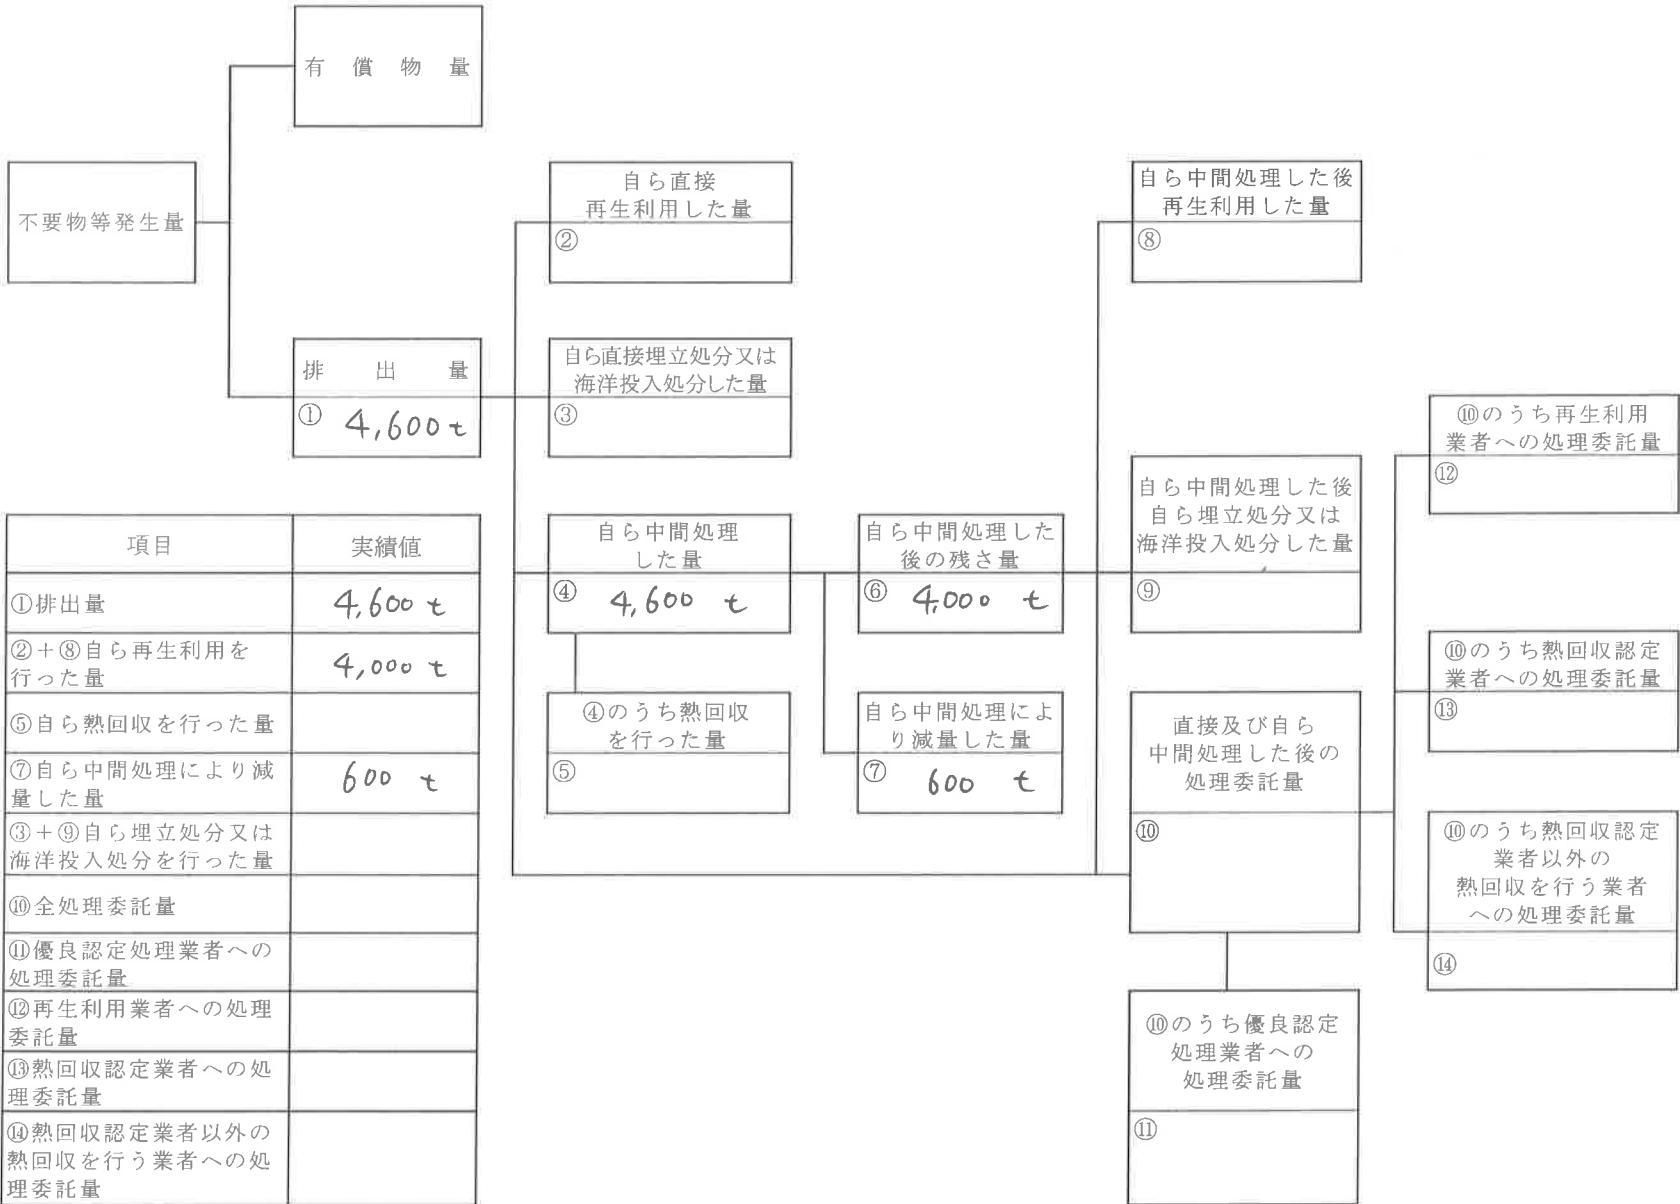 有償物量
不要物等発生量
排出量
① 4,600 t
自ら直接
再生利用した量
②
自ら直接埋立処分又は
海洋投入処分した量
③
自ら中間処理
した量
④ 4,600 t
④のうち熱回収
を行った量
⑤
自ら中間処理した
後の残さ量
⑥ 4,000 t
自ら中間処理によ
り減量した量
⑦ 600 t
自ら中間処理した後
再生利用した量
⑧
自ら中間処理した後
自ら埋立処分又は
海洋投入処分した量
⑨
直接及び自ら
中間処理した後の
処理委託量
⑩
⑩のうち優良認定
処理業者への
処理委託量
⑪
⑩のうち再生利用
業者への処理委託量
⑫
⑩のうち熱回収認定
業者への処理委託量
⑬
⑩のうち熱回収認定
業者以外の
熱回収を行う業者
への処理委託量
⑭
項目 実績値
①排出量 4,600 t
②+⑧自ら再生利用を
行った量 4,000 t
⑤自ら熱回収を行った量
⑦自ら中間処理により減
量した量 600 t
③+⑨自ら埋立処分又は
海洋投入処分を行った量
⑩全処理委託量
⑪優良認定処理業者への
処理委託量
⑫再生利用業者への処理
委託量
⑬熱回収認定業者への処
理委託量
⑭熱回収認定業者以外の
熱回収を行う業者への処
理委託量